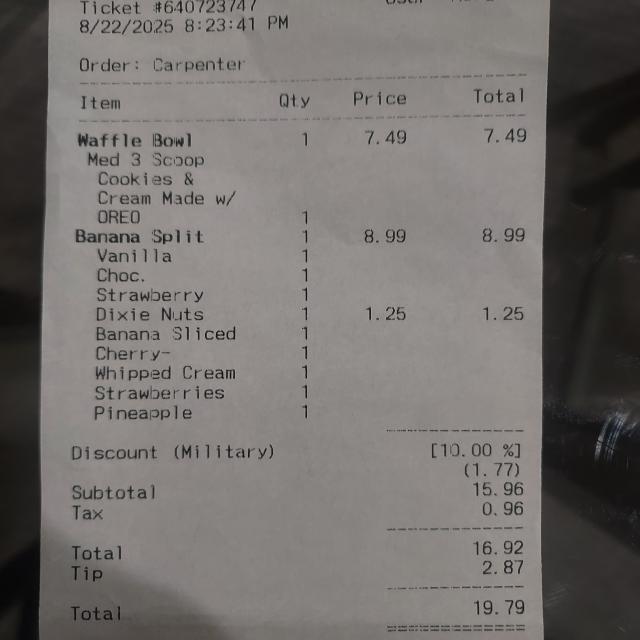 Ticket #640723747
8/22/2025 8:23:41 PM
Order: Carpenter
Item Qty Price Total
Waffle Bowl 1 7.49 7.49
Med 3 Scoop
Cookies &
Cream Made w/
OREO 1
Banana Split 1 8.99 8.99
Vanilla 1
Choc. 1
Strawberry 1
Dixie Nuts 1 1.25 1.25
Banana Sliced 1
Cherry- 1
Whipped Cream 1
Strawberries 1
Pineapple 1
Discount (Military) [10.00 %]
(1.77)
Subtotal 15.96
Tax 0.96
Total 16.92
Tip 2.87
Total 19.79